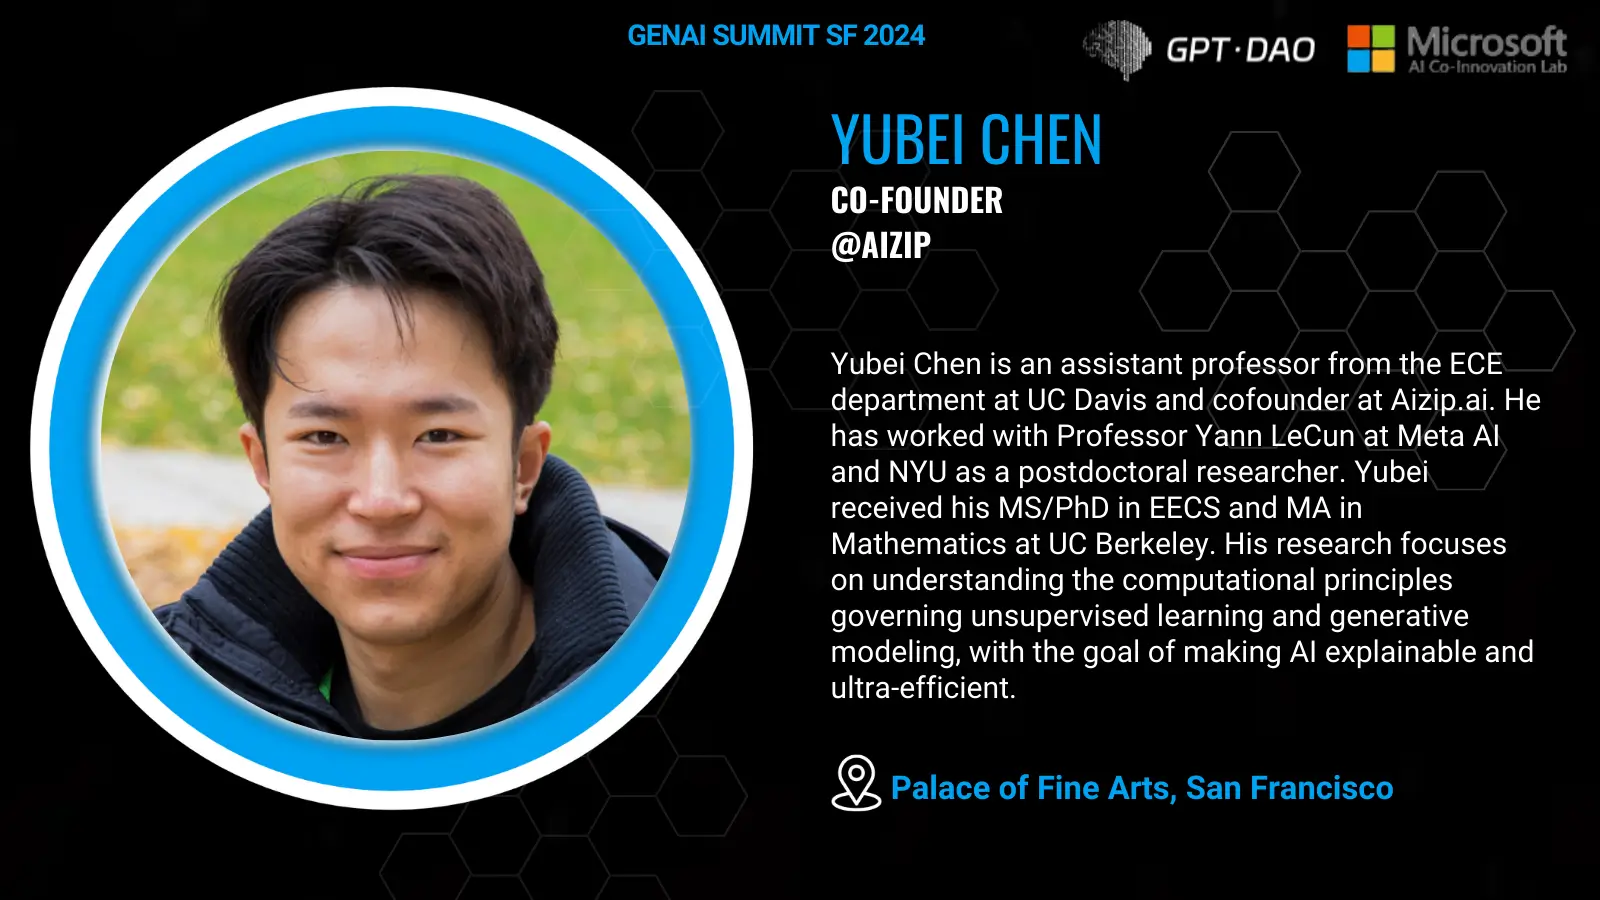 GENAI SUMMIT SF 2024
GPT·DAO
Microsoft
AI Co-Innovation Lab
YUBEI CHEN
CO-FOUNDER
@AIZIP
Yubei Chen is an assistant professor from the ECE
department at UC Davis and cofounder at Aizip.ai. He
has worked with Professor Yann LeCun at Meta AI
and NYU as a postdoctoral researcher. Yubei
received his MS/PhD in EECS and MA in
Mathematics at UC Berkeley. His research focuses
on understanding the computational principles
governing unsupervised learning and generative
modeling, with the goal of making AI explainable and
ultra-efficient.
Palace of Fine Arts, San Francisco